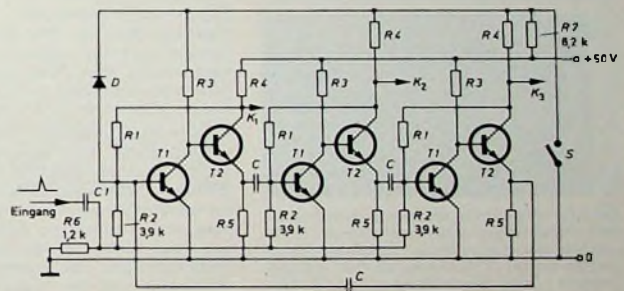 R4
R4
R7
8,2 k
+50 V
D
R3
R4
R3
R3
K1
K2
K3
R1
R1
R1
T1
T2
C
T1
T2
C
T1
T2
S
C1
Eingang
R6
1,2 k
R2
3,9 k
R5
R2
3,9 k
R5
R2
3,9 k
R5
0
C